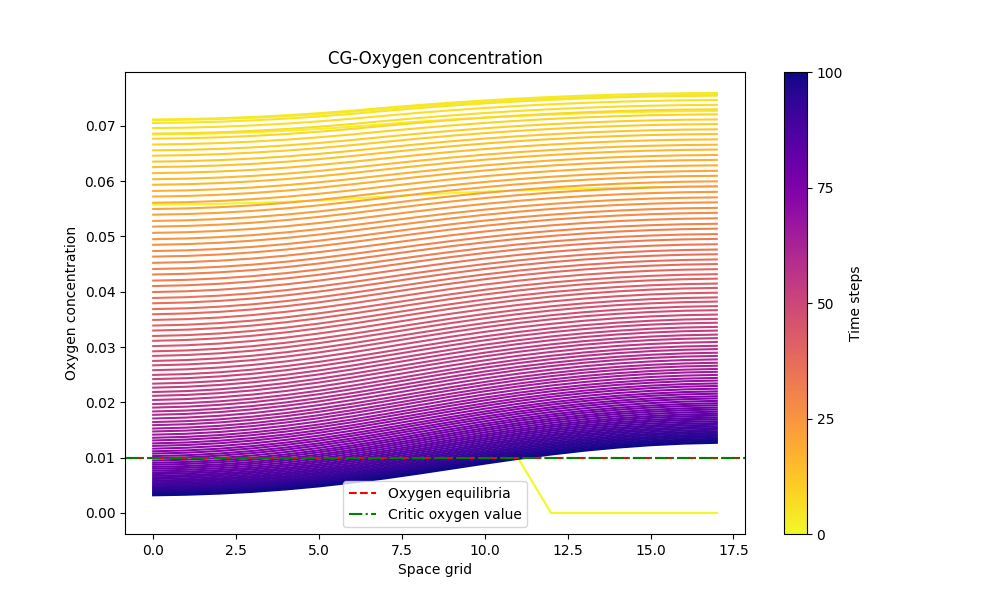 CG-Oxygen concentration
Oxygen concentration
0.07
0.06
0.05
0.04
0.03
0.02
0.01
0.00
0.0 2.5 5.0 7.5 10.0 12.5 15.0 17.5
Space grid
Oxygen equilibria
Critic oxygen value
100
75
50
25
0
Time steps